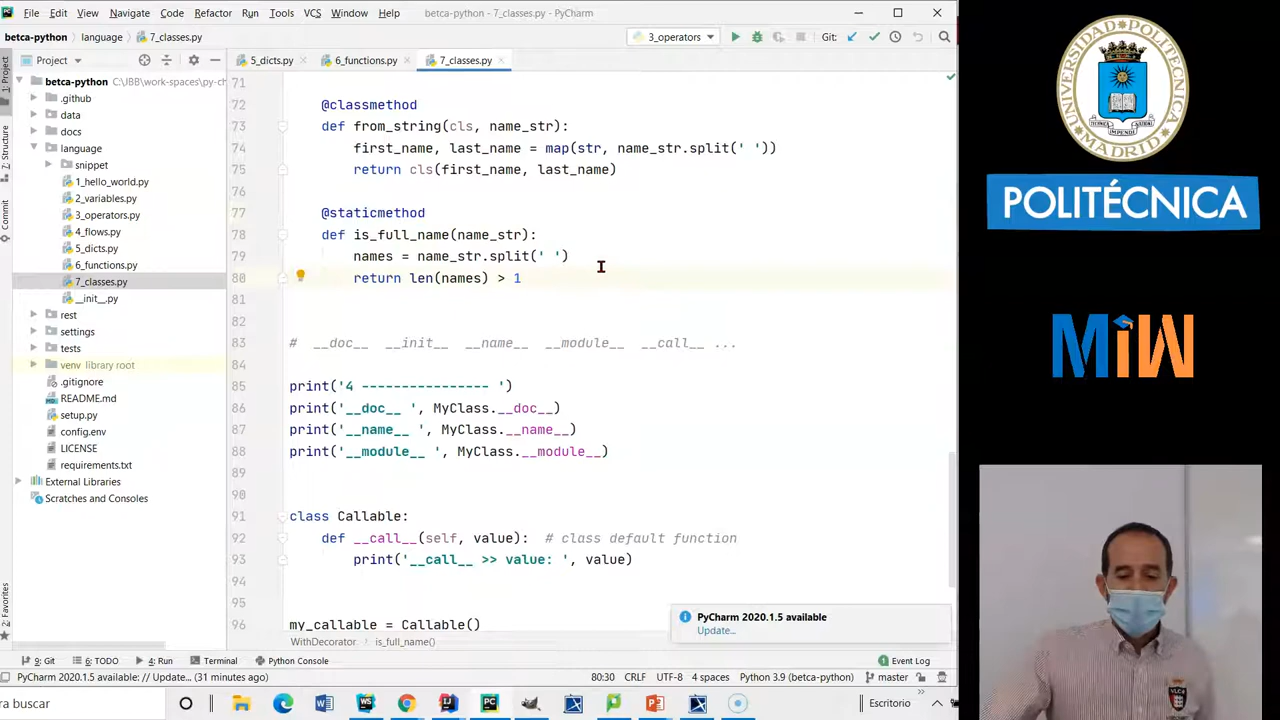 File Edit View Navigate Code Refactor Run Tools VCS Window Help betca-python - 7_classes.py - PyCharm
betca-python language 7_classes.py 3_operators Git:
1: Project Project 5_dicts.py 6_functions.py 7_classes.py
betca-python C:\JBB\work-spaces\py-ch
.github
data
docs
language
snippet
1_hello_world.py
2_variables.py
3_operators.py
4_flows.py
5_dicts.py
6_functions.py
7_classes.py
__init__.py
rest
settings
tests
venv library root
.gitignore
README.md
setup.py
config.env
LICENSE
requirements.txt
External Libraries
Scratches and Consoles
Z: Structure
Commit
2: Favorites
71
72 @classmethod
73 def from_string(cls, name_str):
74 first_name, last_name = map(str, name_str.split(' '))
75 return cls(first_name, last_name)
76
77 @staticmethod
78 def is_full_name(name_str):
79 names = name_str.split(' ')
80 return len(names) > 1
81
82
83 # __doc__ __init__ __name__ __module__ __call__ ...
84
85 print('4 ---------------- ')
86 print('__doc__ ', MyClass.__doc__)
87 print('__name__ ', MyClass.__name__)
88 print('__module__ ', MyClass.__module__)
89
90
91 class Callable:
92 def __call__(self, value): # class default function
93 print('__call__ >> value: ', value)
94
95
96 my_callable = Callable()
WithDecorator is_full_name()
PyCharm 2020.1.5 available
Update...
9: Git 6: TODO 4: Run Terminal Python Console Event Log
PyCharm 2020.1.5 available: // Update... (31 minutes ago) 80:30 CRLF UTF-8 4 spaces Python 3.9 (betca-python) master
ra buscar Escritorio
UNIVERSIDAD POLITÉCNICA
MADRID
POLITÉCNICA
MiW